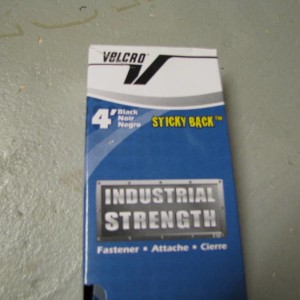 VELCRO
4' Black
Noir
Negro
STICKY BACK™
INDUSTRIAL
STRENGTH
Fastener • Attache • Cierre